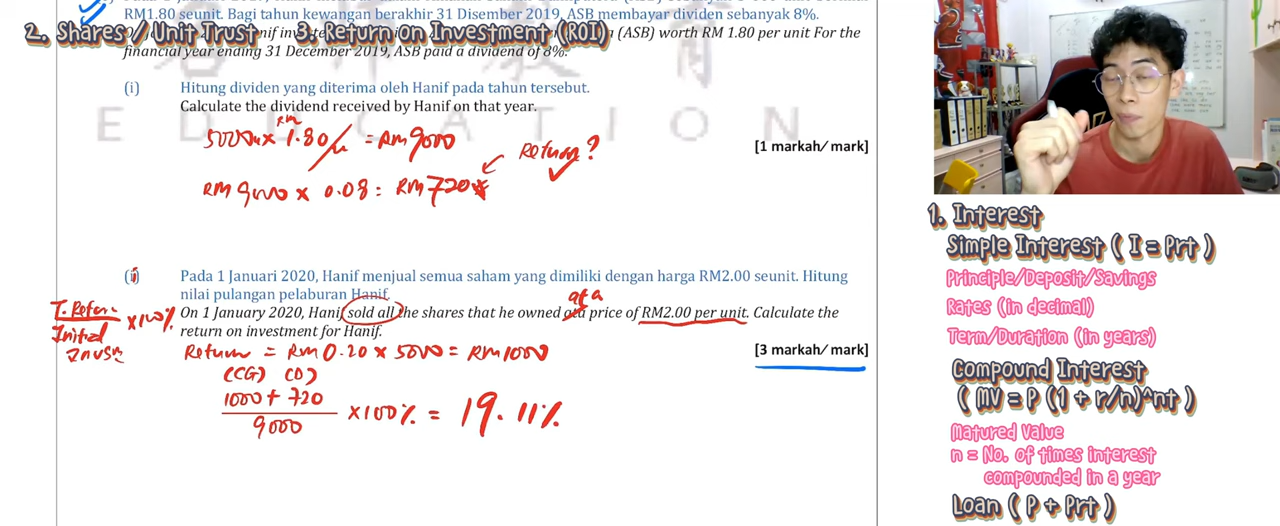 RM1.80 seunit. Bagi tahun kewangan berakhir 31 Disember 2019, ASB membayar dividen sebanyak 8%.
2. Shares / Unit Trust 3. Return On Investment (ROI)
(ASB) worth RM 1.80 per unit For the
financial year ending 31 December 2019, ASB paid a dividend of 8%.
EDUCATION
(i) Hitung dividen yang diterima oleh Hanif pada tahun tersebut.
Calculate the dividend received by Hanif on that year.
RM
5000u x 1.80/u = RM9000
[1 markah/ mark]
Return?
RM 9000 x 0.08 = RM720
(i) Pada 1 Januari 2020, Hanif menjual semua saham yang dimiliki dengan harga RM2.00 seunit. Hitung
nilai pulangan pelaburan Hanif.
at a
On 1 January 2020, Hanif sold all the shares that he owned ata price of RM2.00 per unit. Calculate the
return on investment for Hanif.
T. Return
Initial
x100%
Return = RM0.20 x 5000 = RM1000
[3 markah/ mark]
(CG) (D)
1000 + 720
9000
x100% = 19.11%
1. Interest
Simple Interest ( I = Prt )
Principle/Deposit/Savings
Rates (in decimal)
Term/Duration (in years)
Compound Interest
( MV = P (1 + r/n)^nt )
Matured Value
n = No. of times interest
compounded in a year
Loan ( P + Prt )